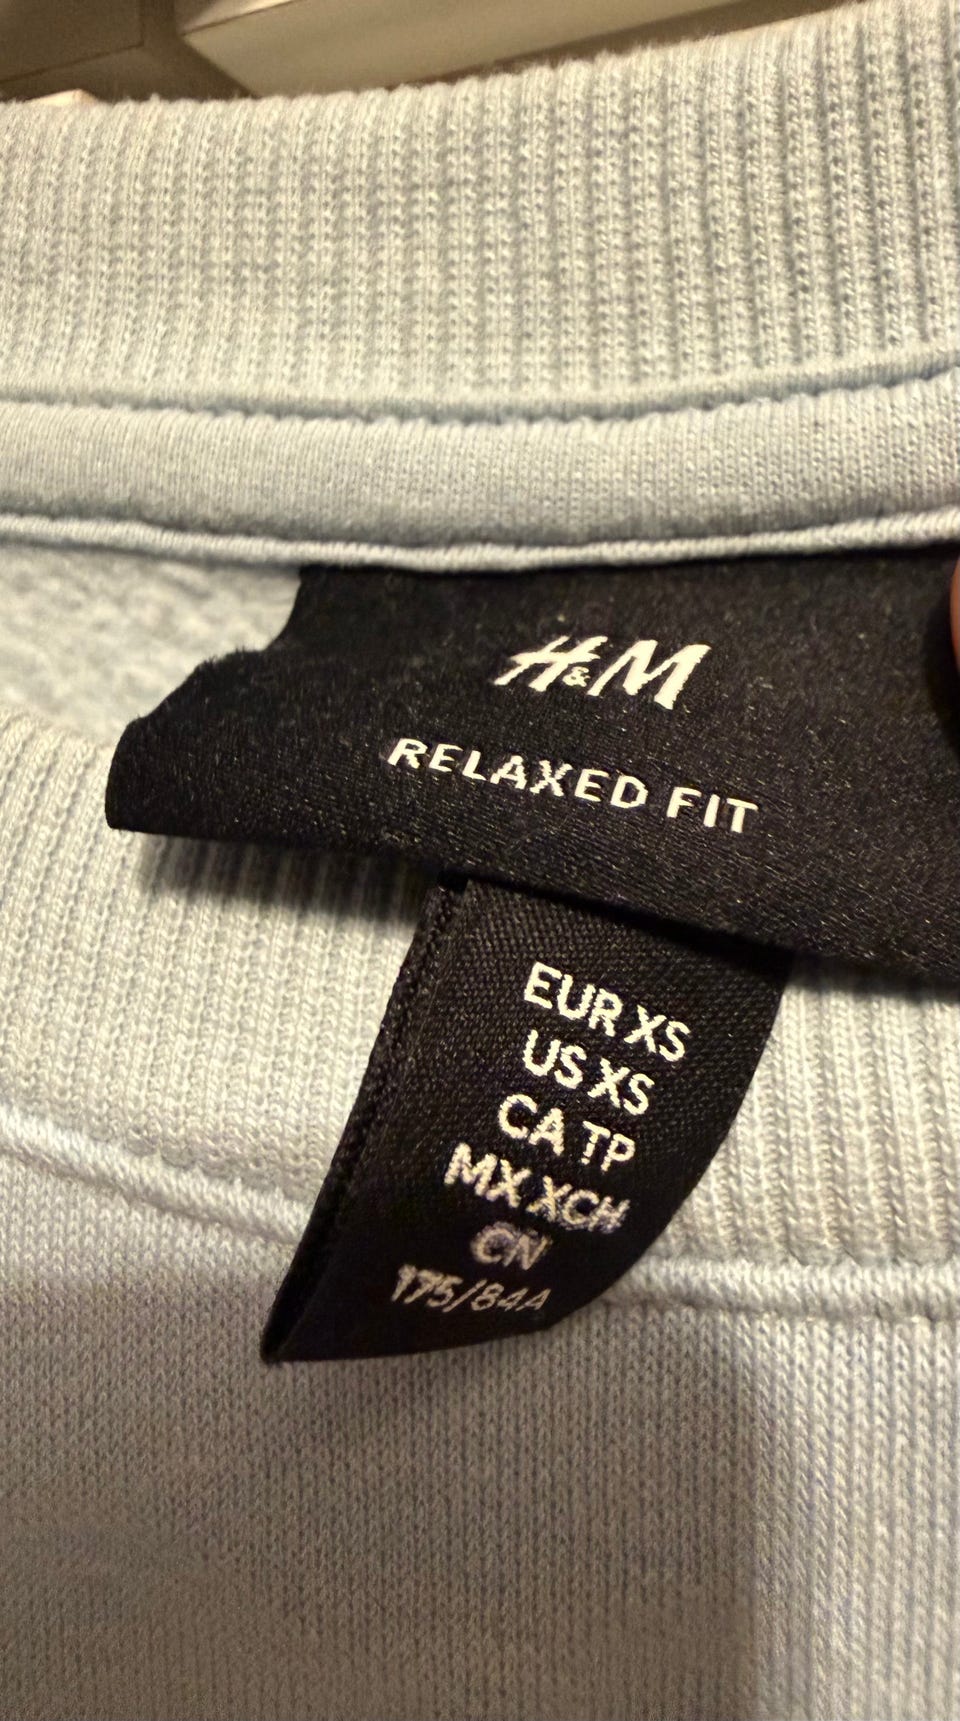 H&M
RELAXED FIT
EUR XS
US XS
CA TP
MX XCH
CN
175/84A